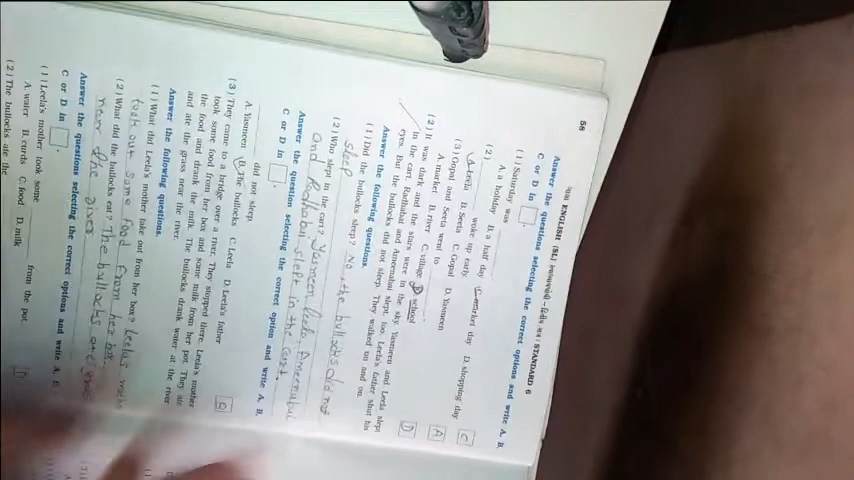 58
ENGLISH (SL) STANDARD 6
Answer the questions selecting the correct options and write A, B,
C or D in
(1) Saturday was
A. a holiday B. a half day C. market day D. shopping day
C
(2) woke up early.
A. Leela B. Seeta C. Gopal D. Yasmeen
A
(3) Gopal and Seeta went to
A. market B. river C. village D. school
D
(2) It was dark and the stars were in the sky. Yasmeen and Leela slept
in the cart. Radhabai and Ameenabai slept, too. Leela's father shut his
eyes. But the bullocks did not sleep. They walked on and on.
Answer the following questions.
(1) Did the bullocks sleep? No the bullocks did not
sleep
(2) Who slept in the cart? Yasmeen Leela, Ameenabai
and Radhabai slept in the cart.
Answer the question selecting the correct option and write A, B,
C or D in
did not sleep.
A. Yasmeen B. The bullocks C. Leela D. Leela's father
(3) They came to a bridge over a river. They stopped there. Leela's mother
took some food from her box and some milk from her pot. They ate
the food and drank the milk. The bullocks drank water at the river
and ate the grass near the river.
Answer the following questions.
(1) What did Leela's mother take out from her box? Leela's
took out some food from her box.
(2) What did the bullocks eat? The bullocks ate
near the river
Answer the questions selecting the correct options and write A, B,
C or D in
(1) Leela's mother took some from the pot.
A. water B. curds C. food D. milk
(2) The bullocks ate the